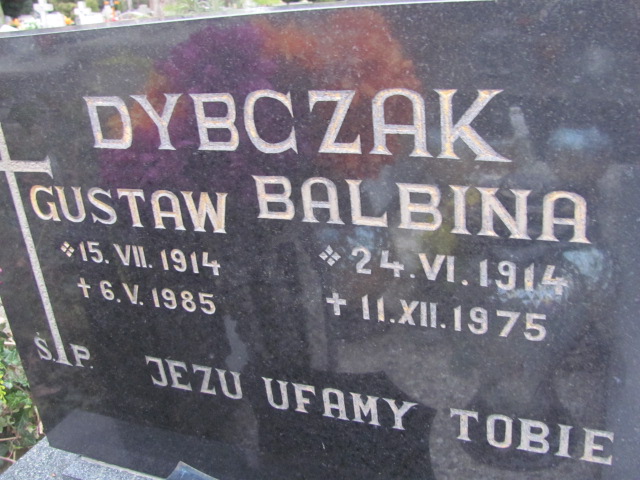 DYBCZAK
GUSTAW BALBINA
15. VII. 1914 24. VI. 1914
† 6. V. 1985 † 11. XII. 1975
Ś.P.
JEZU UFAMY TOBIE